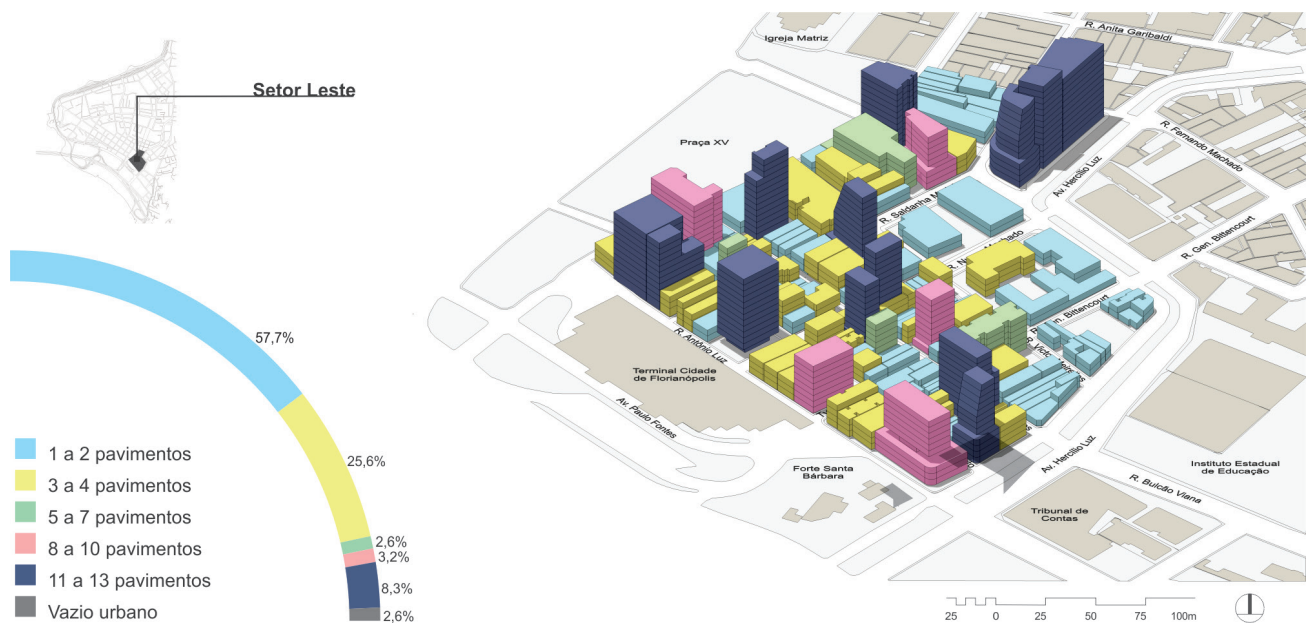 Setor Leste
57,7%
25,6%
2,6%
3,2%
8,3%
2,6%
1 a 2 pavimentos
3 a 4 pavimentos
5 a 7 pavimentos
8 a 10 pavimentos
11 a 13 pavimentos
Vazio urbano
Igreja Matriz
R. Anita Garibaldi
Praça XV
R. Fernando Machado
Av. Hercílio Luz
R. Saldanha
R. Gen. Bittencourt
Bittencourt
R. Antônio Luz
Terminal Cidade
de Florianópolis
Av. Paulo Fontes
Forte Santa
Bárbara
Av. Hercílio Luz
Instituto Estadual
de Educação
R. Bulcão Viana
Tribunal de
Contas
25 0 25 50 75 100m